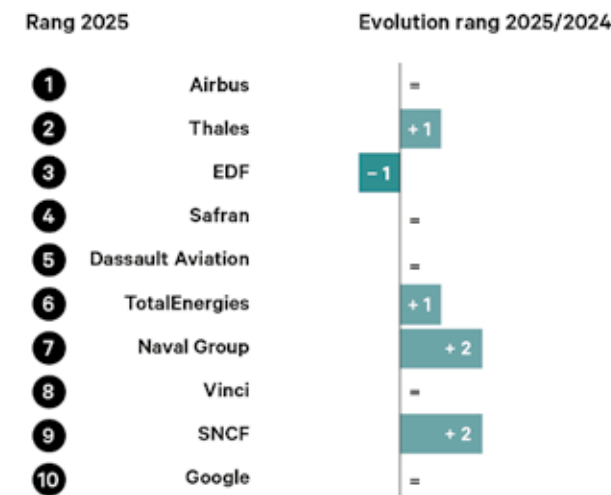 Rang 2025 Evolution rang 2025/2024
1 Airbus =
2 Thales + 1
3 EDF – 1
4 Safran =
5 Dassault Aviation =
6 TotalEnergies + 1
7 Naval Group + 2
8 Vinci =
9 SNCF + 2
10 Google =